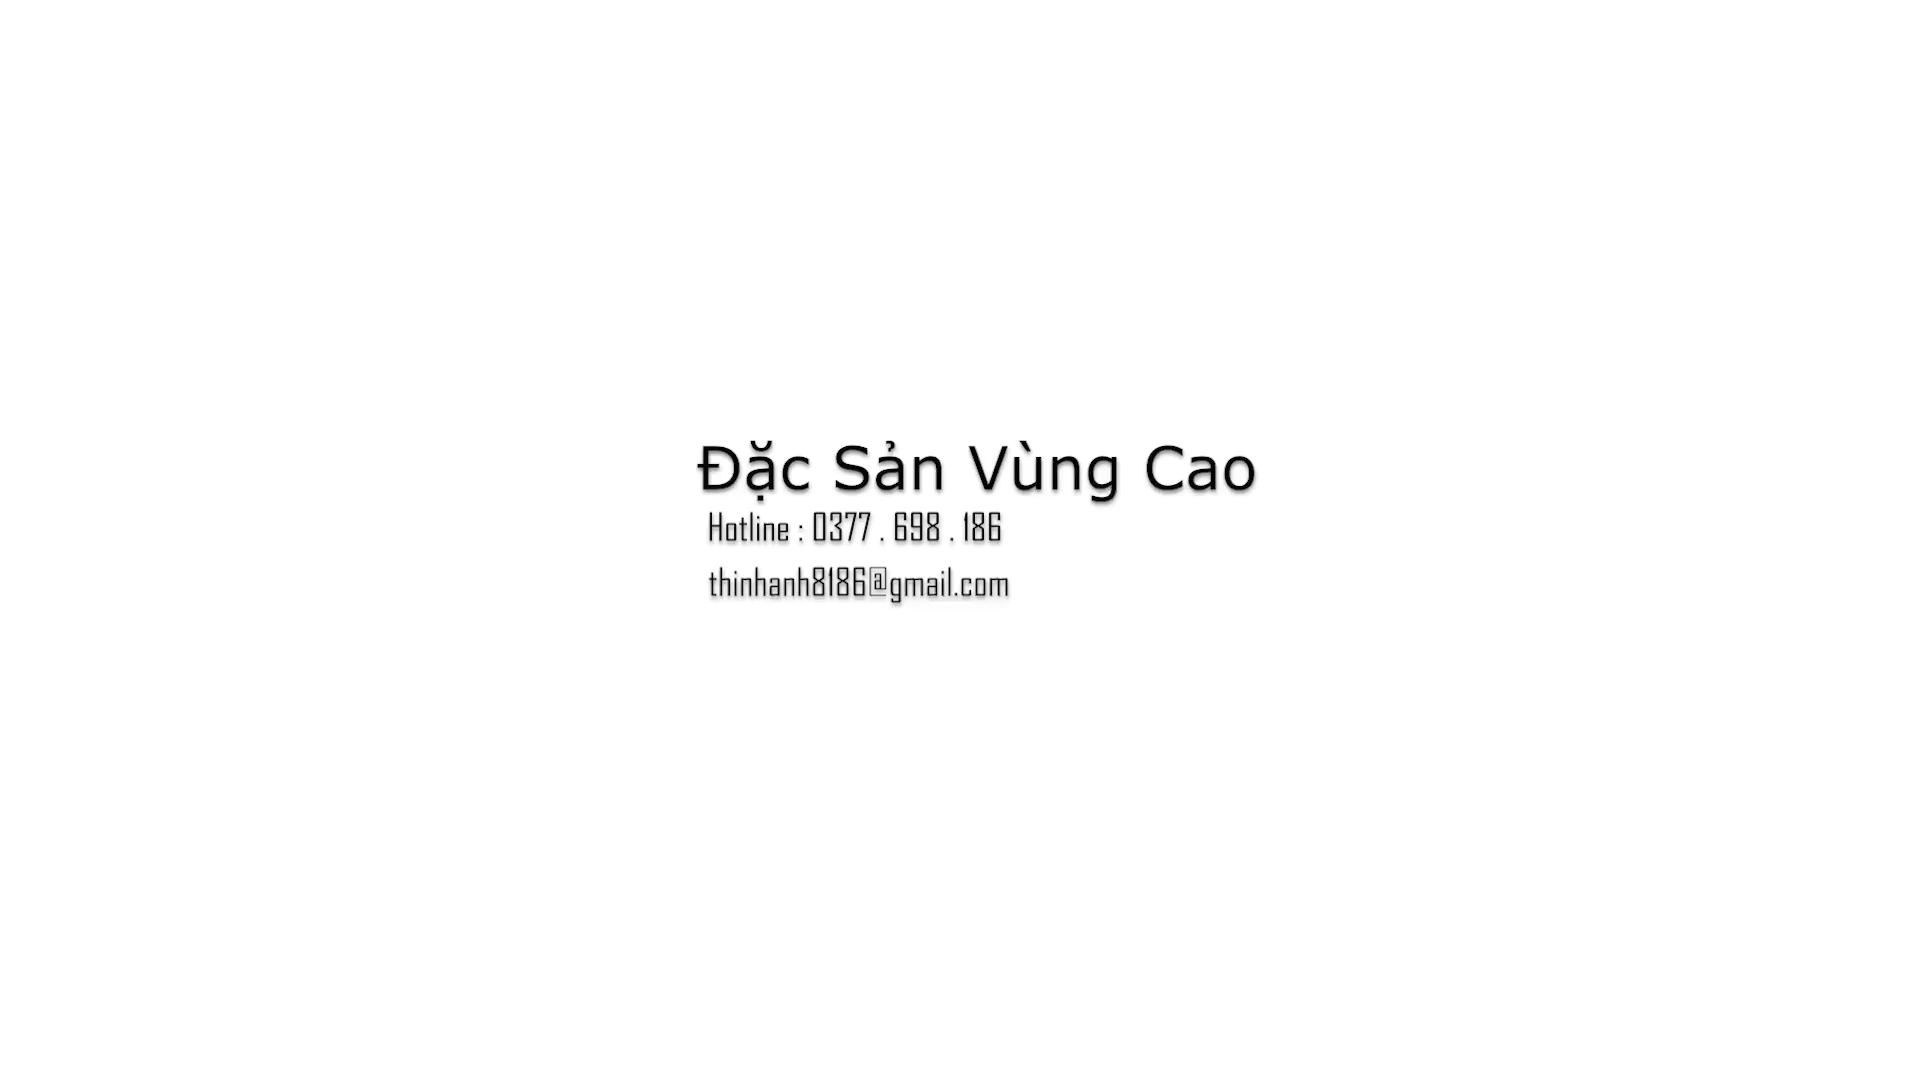 Đặc Sản Vùng Cao
Hotline : 0377 . 698 . 186
thinhanh8186@gmail.com